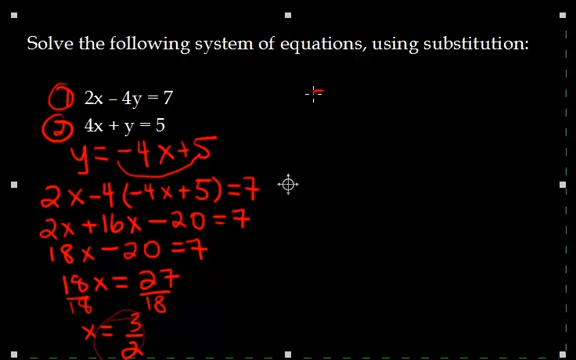 Solve the following system of equations, using substitution:
① 2x – 4y = 7
② 4x + y = 5
y = -4x+5
2x-4(-4x+5)=7
2x+16x-20=7
18x-20=7
18x/18 = 27/18
x = 3/2